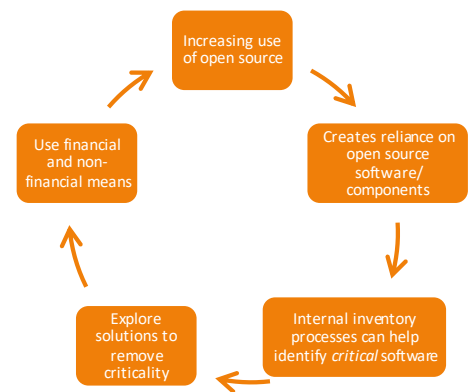 Increasing use
of open source
Creates reliance on
open source
software/
components
Internal inventory
processes can help
identify critical software
Explore
solutions to
remove
criticality
Use financial
and non-
financial means